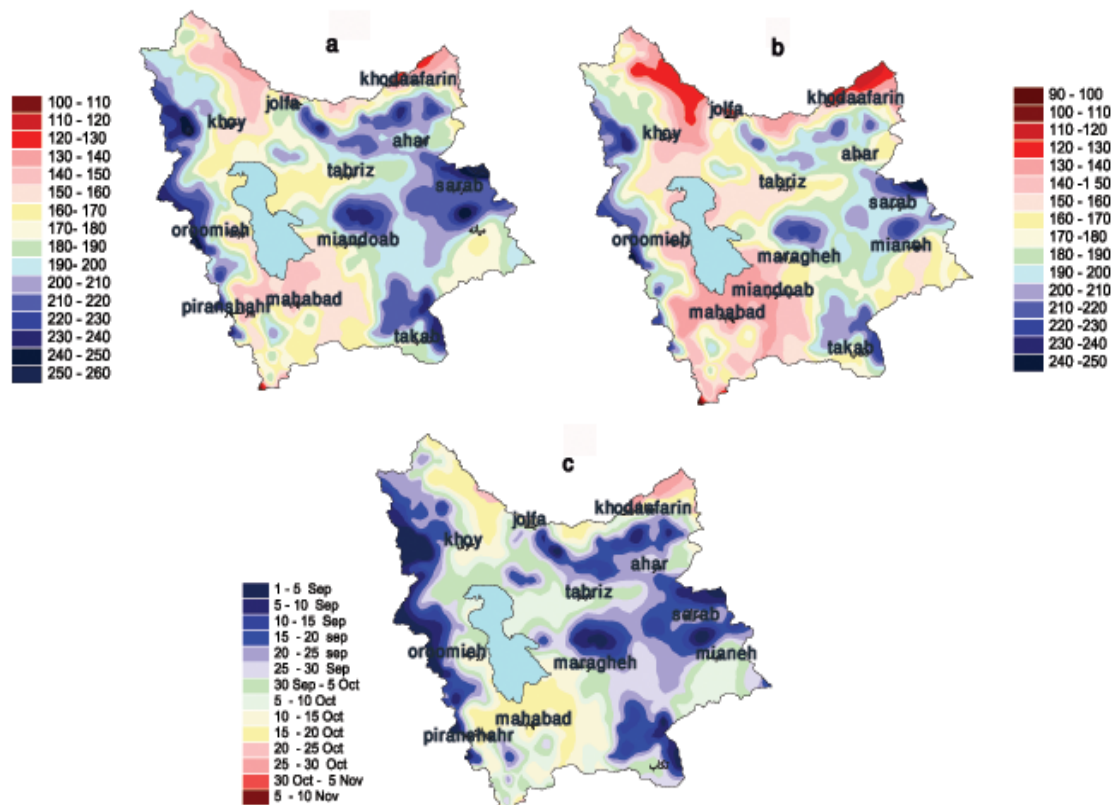 a
khodaafarin
jolfa
khoy
ahar
tabriz
sarab
oroomieh
miandoab
piranshahr
mahabad
takab
100 - 110
110 - 120
120-130
130 - 140
140 - 150
150 - 160
160 - 170
170 - 180
180 - 190
190- 200
200 - 210
210 - 220
220 - 230
230 - 240
240 - 250
250 - 260
b
khodaafarin
jolfa
khoy
ahar
tabriz
sarab
oroomieh
maragheh
mianeh
miandoab
mahabad
takab
90 - 100
100 - 110
110 - 120
120 - 130
130 - 140
140 -1 50
150 - 160
160 - 170
170 -180
180 - 190
190 - 200
200 - 210
210 - 220
220 -230
230 - 240
240 -250
c
khodaafarin
jolfa
khoy
ahar
tabriz
sarab
oroomieh
maragheh
mianeh
mahabad
piranshahr
1 - 5 Sep
5 - 10 Sep
10 - 15 Sep
15 - 20 sep
20 - 25 sep
25 - 30 Sep
30 Sep - 5 Oct
5 - 10 Oct
10 - 15 Oct
15 - 20 Oct
20 - 25 Oct
25 - 30 Oct
30 Oct - 5 Nov
5 - 10 Nov